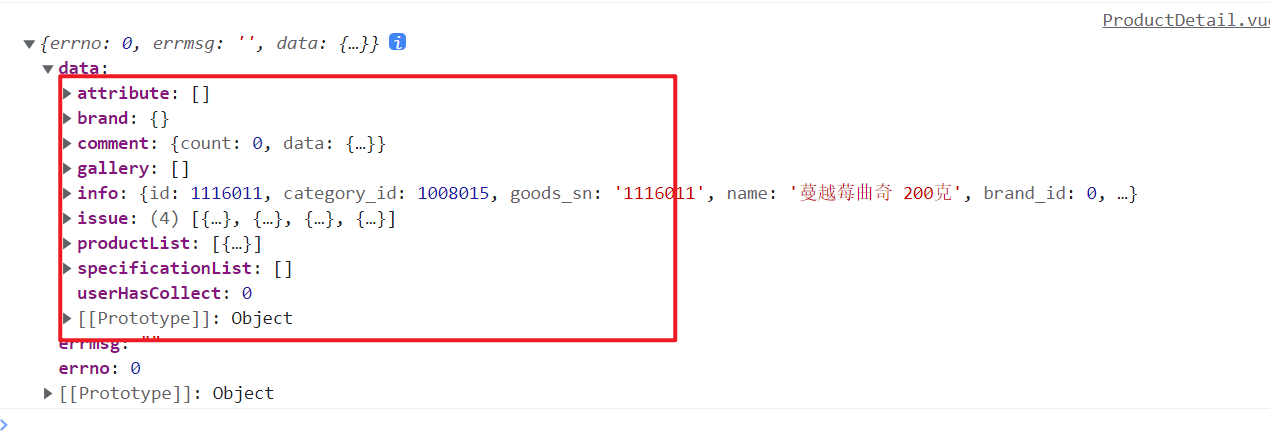 ProductDetail.vue
{errno: 0, errmsg: '', data: {…}} i
data:
attribute: []
brand: {}
comment: {count: 0, data: {…}}
gallery: []
info: {id: 1116011, category_id: 1008015, goods_sn: '1116011', name: '蔓越莓曲奇 200克', brand_id: 0, …}
issue: (4) [{…}, {…}, {…}, {…}]
productList: [{…}]
specificationList: []
userHasCollect: 0
[[Prototype]]: Object
errmsg: ""
errno: 0
[[Prototype]]: Object